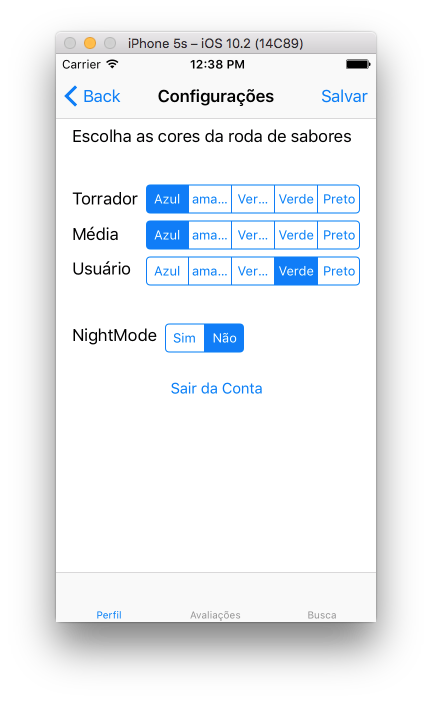 iPhone 5s – iOS 10.2 (14C89)
Carrier 12:38 PM
Back Configurações Salvar
Escolha as cores da roda de sabores
Torrador Azul ama... Ver... Verde Preto
Média Azul ama... Ver... Verde Preto
Usuário Azul ama... Ver... Verde Preto
NightMode Sim Não
Sair da Conta
Perfil Avaliações Busca